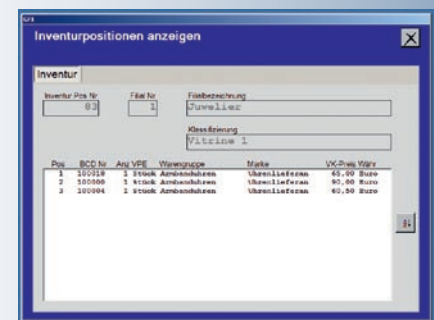 Inventurpositionen anzeigen
Inventur
Inventur Pos Nr Filial Nr Filialbezeichnung
83 1 Juwelier
Klassifizierung
Vitrine 1
Pos BCD Nr Anz VPE Warengruppe Marke VK-Preis Währ
1 100019 1 Stück Armbanduhren Uhrenlieferan 65,00 Euro
2 1 Stück Armbanduhren Uhrenlieferan 90,00 Euro
3 100004 1 Stück Armbanduhren Uhrenlieferan 60,50 Euro